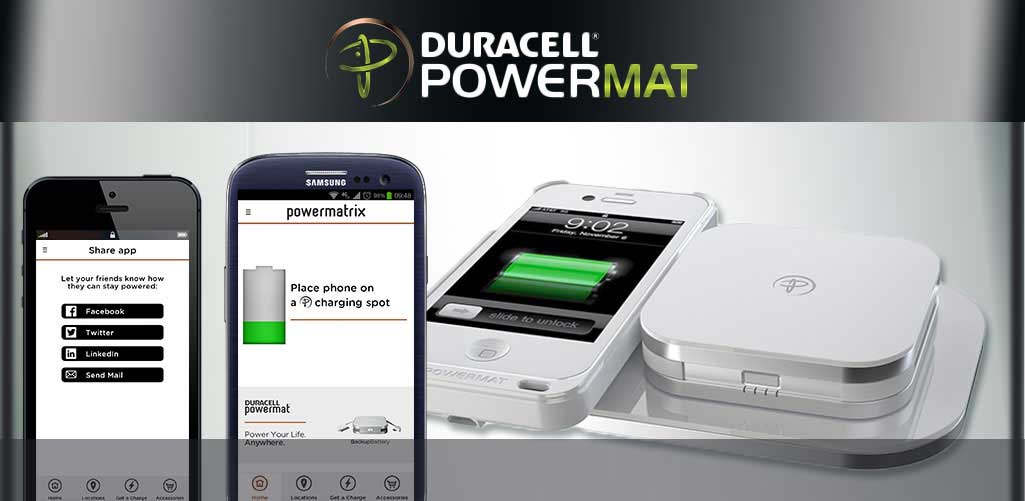 DURACELL®
POWERMAT
Share app
Let your friends know how
they can stay powered:
Facebook
Twitter
LinkedIn
Send Mail
Home
Locations
Get a Charge
Accessories
SAMSUNG
4G
98%
09:48
powermatrix
Place phone on
a charging spot
DURACELL
powermat
Power Your Life.
Anywhere.
BackupBattery
Home
Locations
Get a Charge
Accessories
9:02
Friday, November 6
slide to unlock
POWERMAT